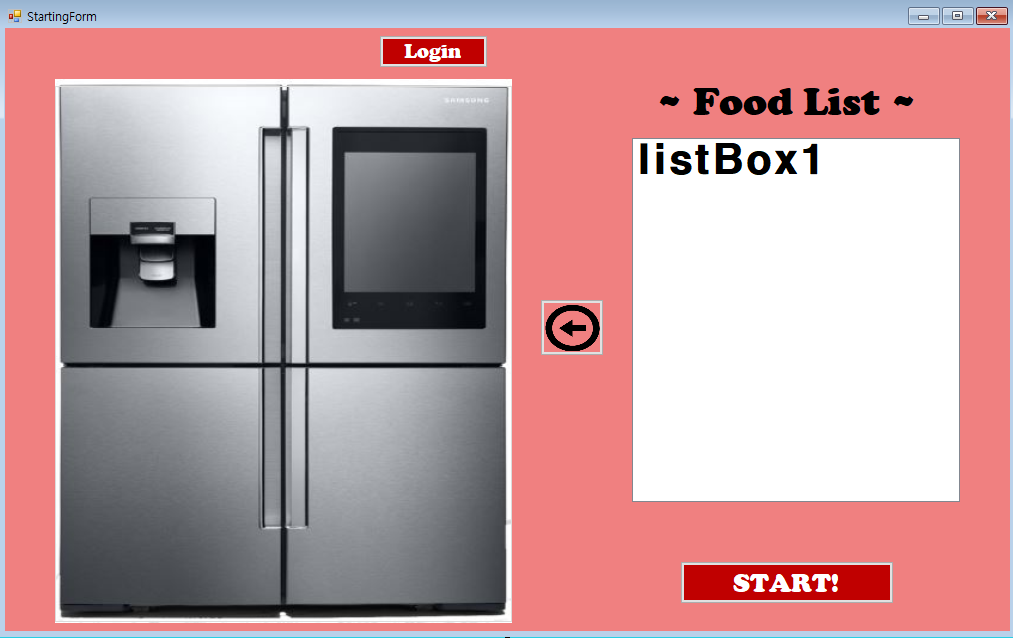 StartingForm
Login
SAMSUNG
~ Food List ~
listBox1
START!